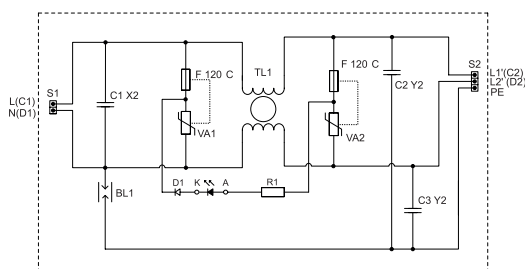 F 120 C
TL1
F 120 C
S2
S1
L(C1)
N(D1)
C1 X2
VA1
VA2
C2 Y2
L1'(C2)
L2' (D2)
PE
D1
K
A
R1
BL1
C3 Y2